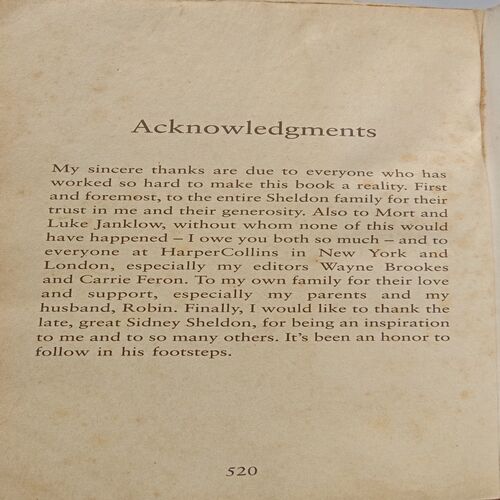 Acknowledgments
My sincere thanks are due to everyone who has
worked so hard to make this book a reality. First
and foremost, to the entire Sheldon family for their
trust in me and their generosity. Also to Mort and
Luke Janklow, without whom none of this would
have happened – I owe you both so much – and to
everyone at HarperCollins in New York and
London, especially my editors Wayne Brookes
and Carrie Feron. To my own family for their love
and support, especially my parents and my
husband, Robin. Finally, I would like to thank the
late, great Sidney Sheldon, for being an inspiration
to me and to so many others. It's been an honor to
follow in his footsteps.
520